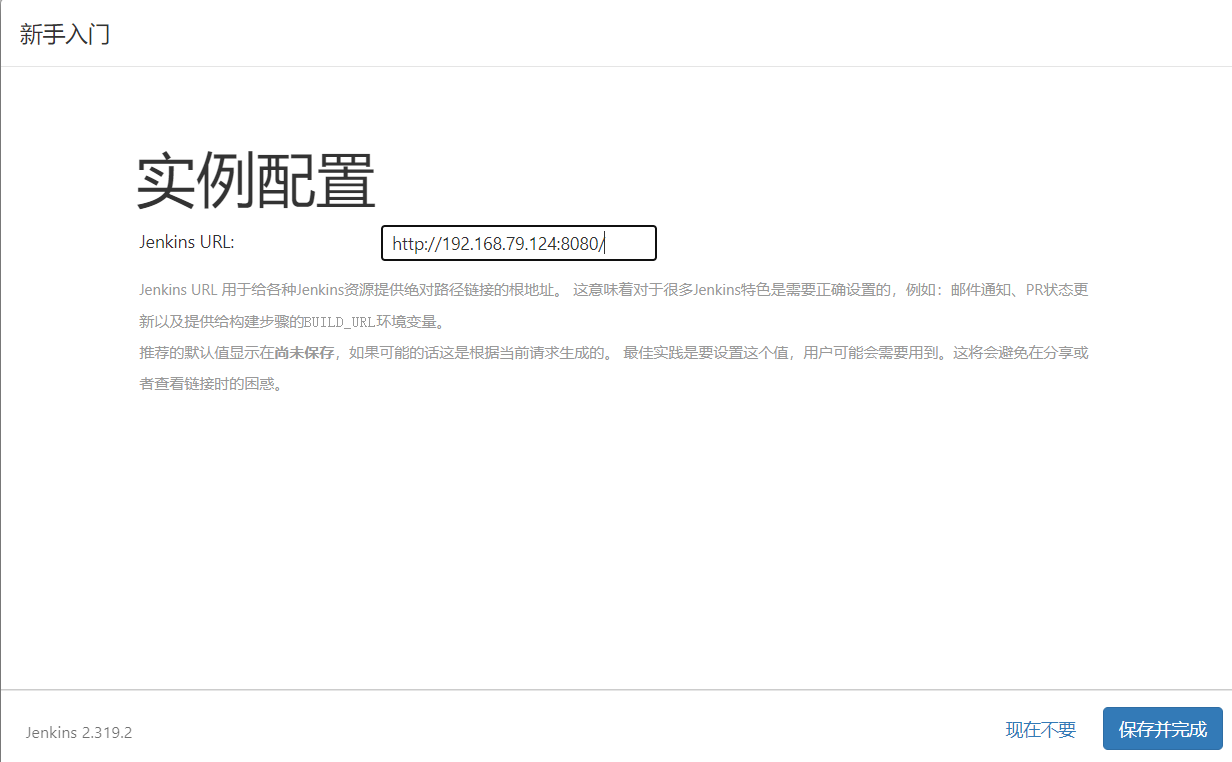 新手入门
实例配置
Jenkins URL: http://192.168.79.124:8080/
Jenkins URL 用于给各种Jenkins资源提供绝对路径链接的根地址。 这意味着对于很多Jenkins特色是需要正确设置的，例如：邮件通知、PR状态更
新以及提供给构建步骤的BUILD_URL环境变量。
推荐的默认值显示在尚未保存，如果可能的话这是根据当前请求生成的。 最佳实践是要设置这个值，用户可能会需要用到。这将会避免在分享或
者查看链接时的困惑。
Jenkins 2.319.2 现在不要 保存并完成